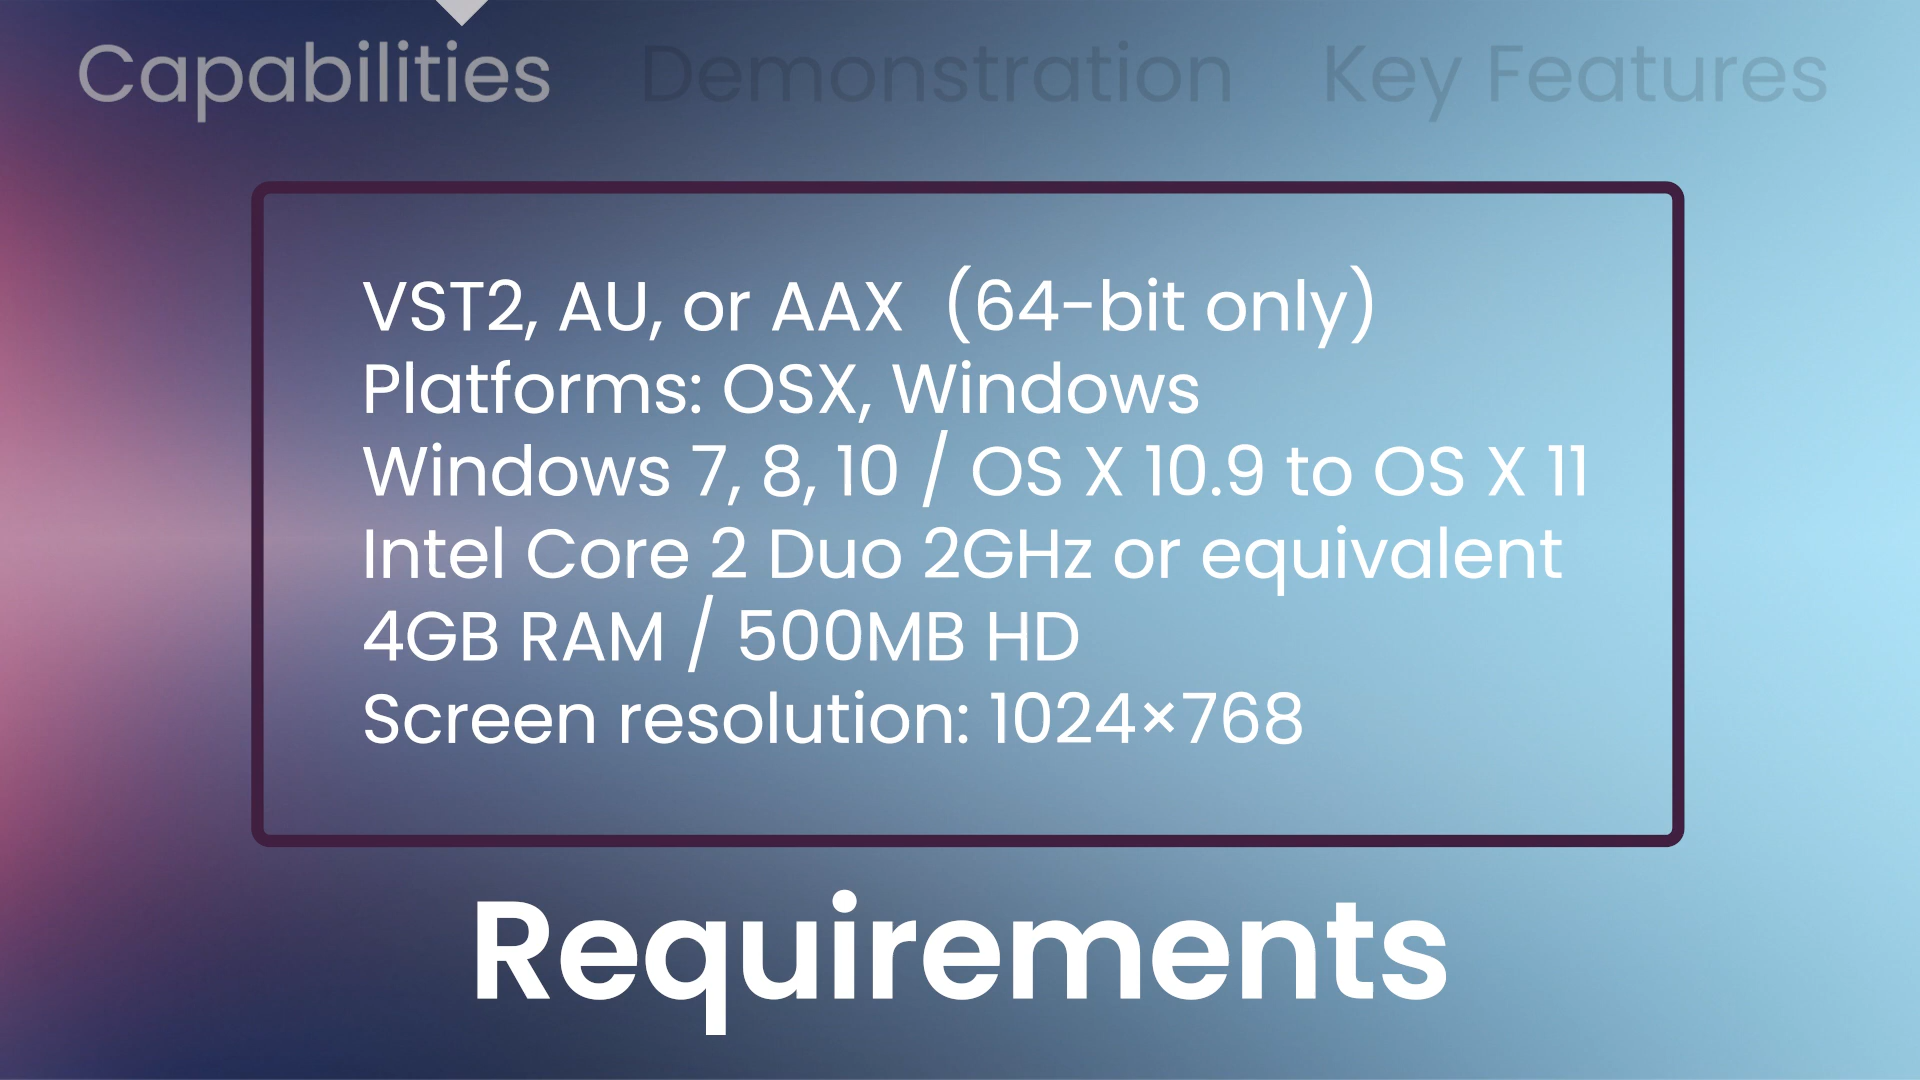 Capabilities Demonstration Key Features
VST2, AU, or AAX (64-bit only)
Platforms: OSX, Windows
Windows 7, 8, 10 / OS X 10.9 to OS X 11
Intel Core 2 Duo 2GHz or equivalent
4GB RAM / 500MB HD
Screen resolution: 1024×768
Requirements